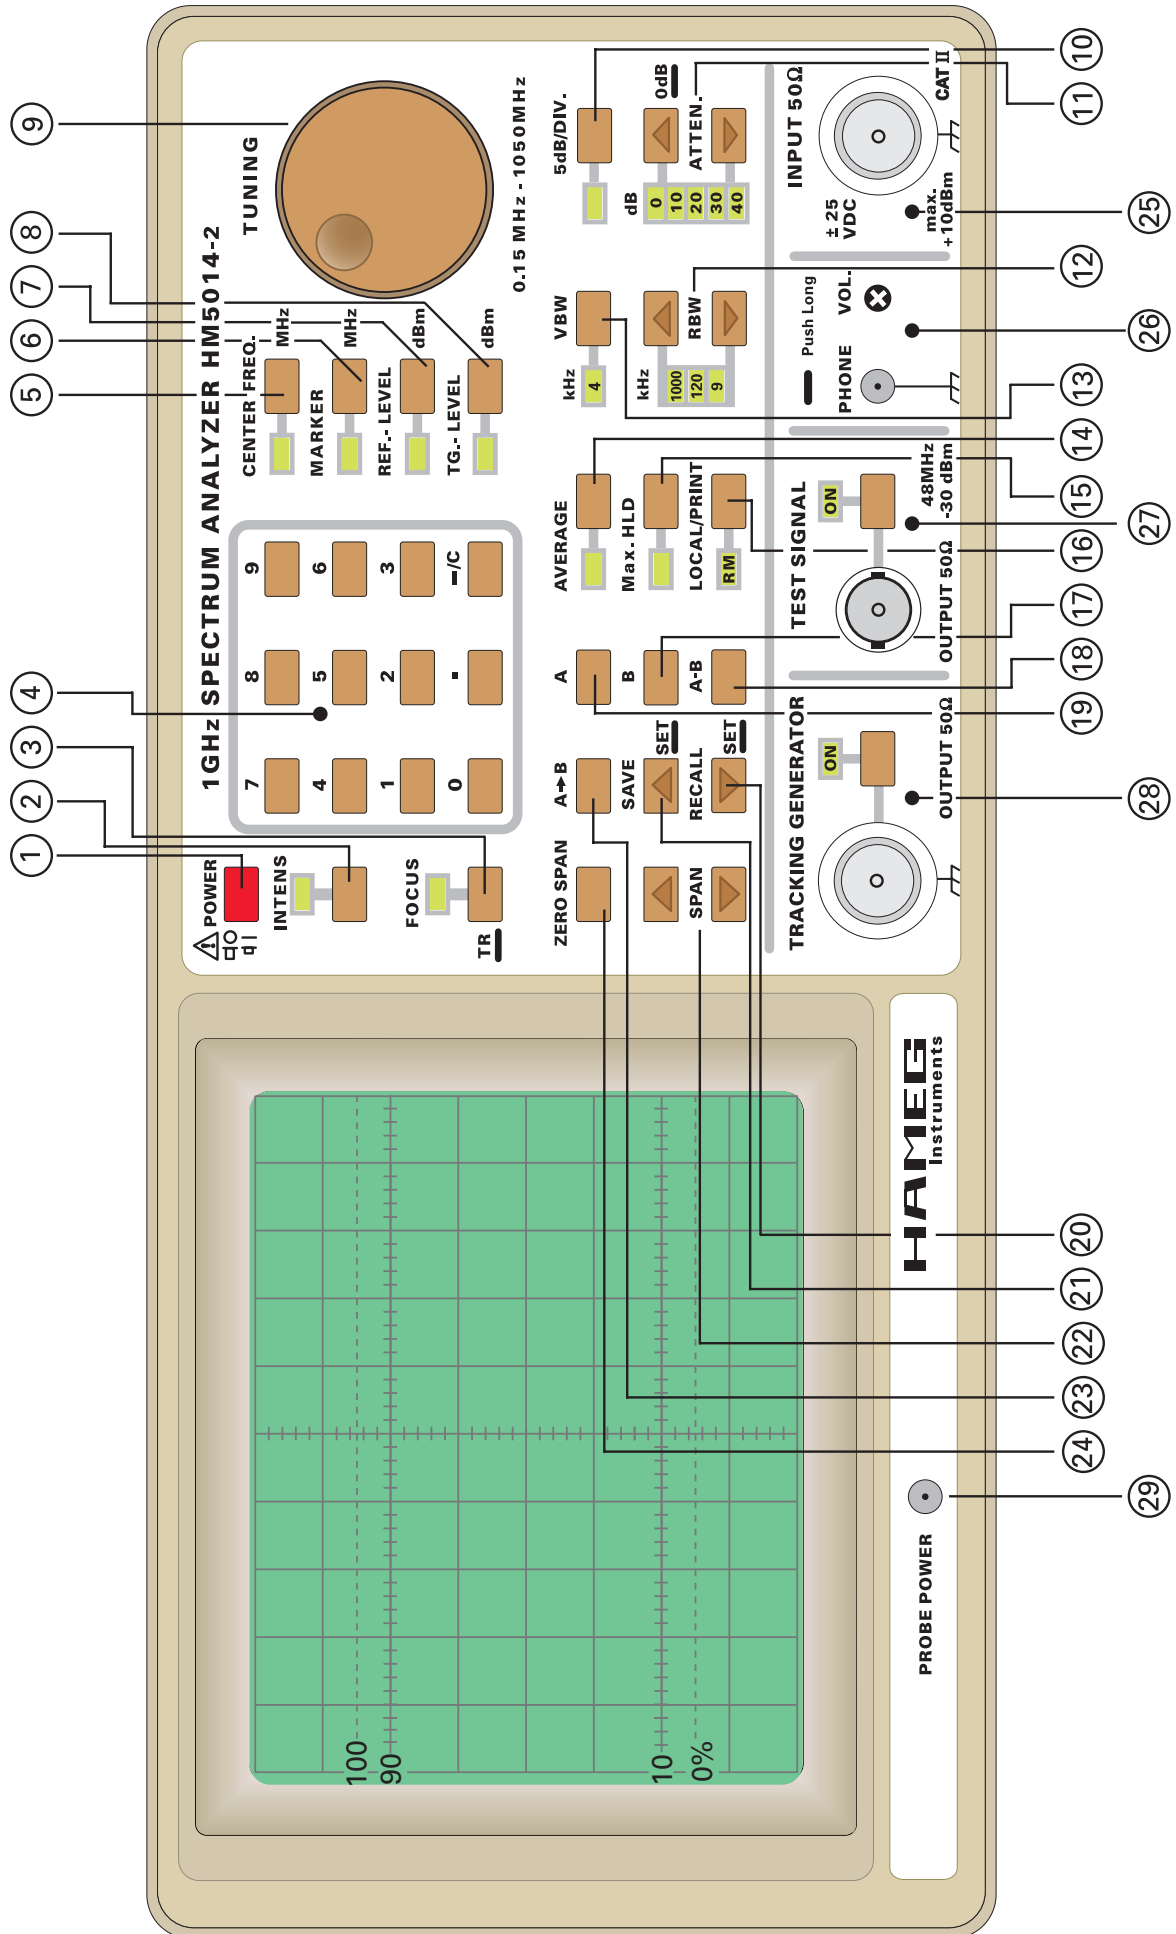 1GHz SPECTRUM ANALYZER HM5014-2
POWER
INTENS
FOCUS
TR
7
8
9
4
5
6
1
2
3
0
.
–/C
CENTER FREQ.
MHz
MARKER
MHz
REF.- LEVEL
dBm
TG.- LEVEL
dBm
TUNING
0.15 MHz - 1050MHz
ZERO SPAN
SPAN
A➔B
SAVE
SET
RECALL
SET
A
B
A-B
AVERAGE
Max. HLD
LOCAL/PRINT
RM
VBW
kHz
4
RBW
kHz
1000
120
9
5dB/DIV.
0dB
ATTEN.
dB
0
10
20
30
40
TRACKING GENERATOR
ON
OUTPUT 50Ω
TEST SIGNAL
ON
48MHz
-30 dBm
OUTPUT 50Ω
Push Long
PHONE
VOL.
INPUT 50Ω
± 25
VDC
max.
+10dBm
CAT II
100
90
10
0%
PROBE POWER
HAMEG
Instruments
1
2
3
4
5
6
7
8
9
10
11
12
13
14
15
16
17
18
19
20
21
22
23
24
25
26
27
28
29